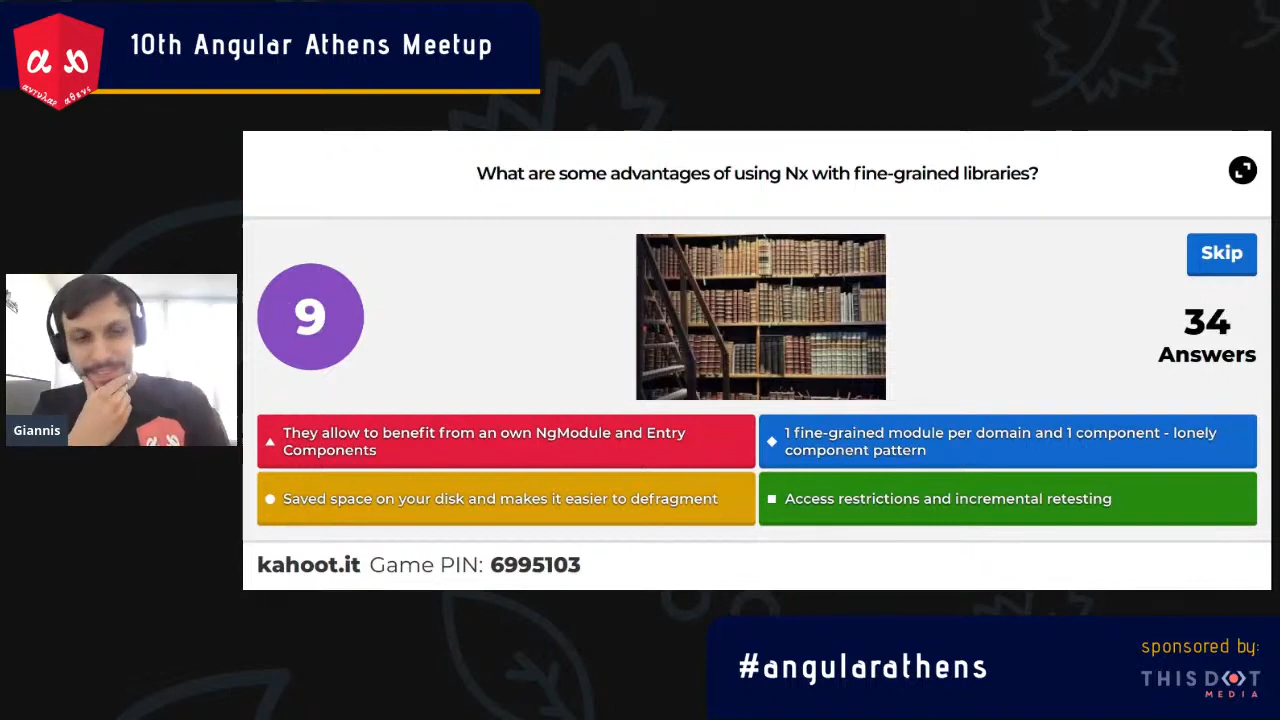 10th Angular Athens Meetup
αγγυλαρ αθενς
What are some advantages of using Nx with fine-grained libraries?
Skip
9
34
Answers
Giannis
They allow to benefit from an own NgModule and Entry
Components
1 fine-grained module per domain and 1 component - lonely
component pattern
Saved space on your disk and makes it easier to defragment
Access restrictions and incremental retesting
kahoot.it Game PIN: 6995103
#angularathens
sponsored by:
THIS DOT
MEDIA